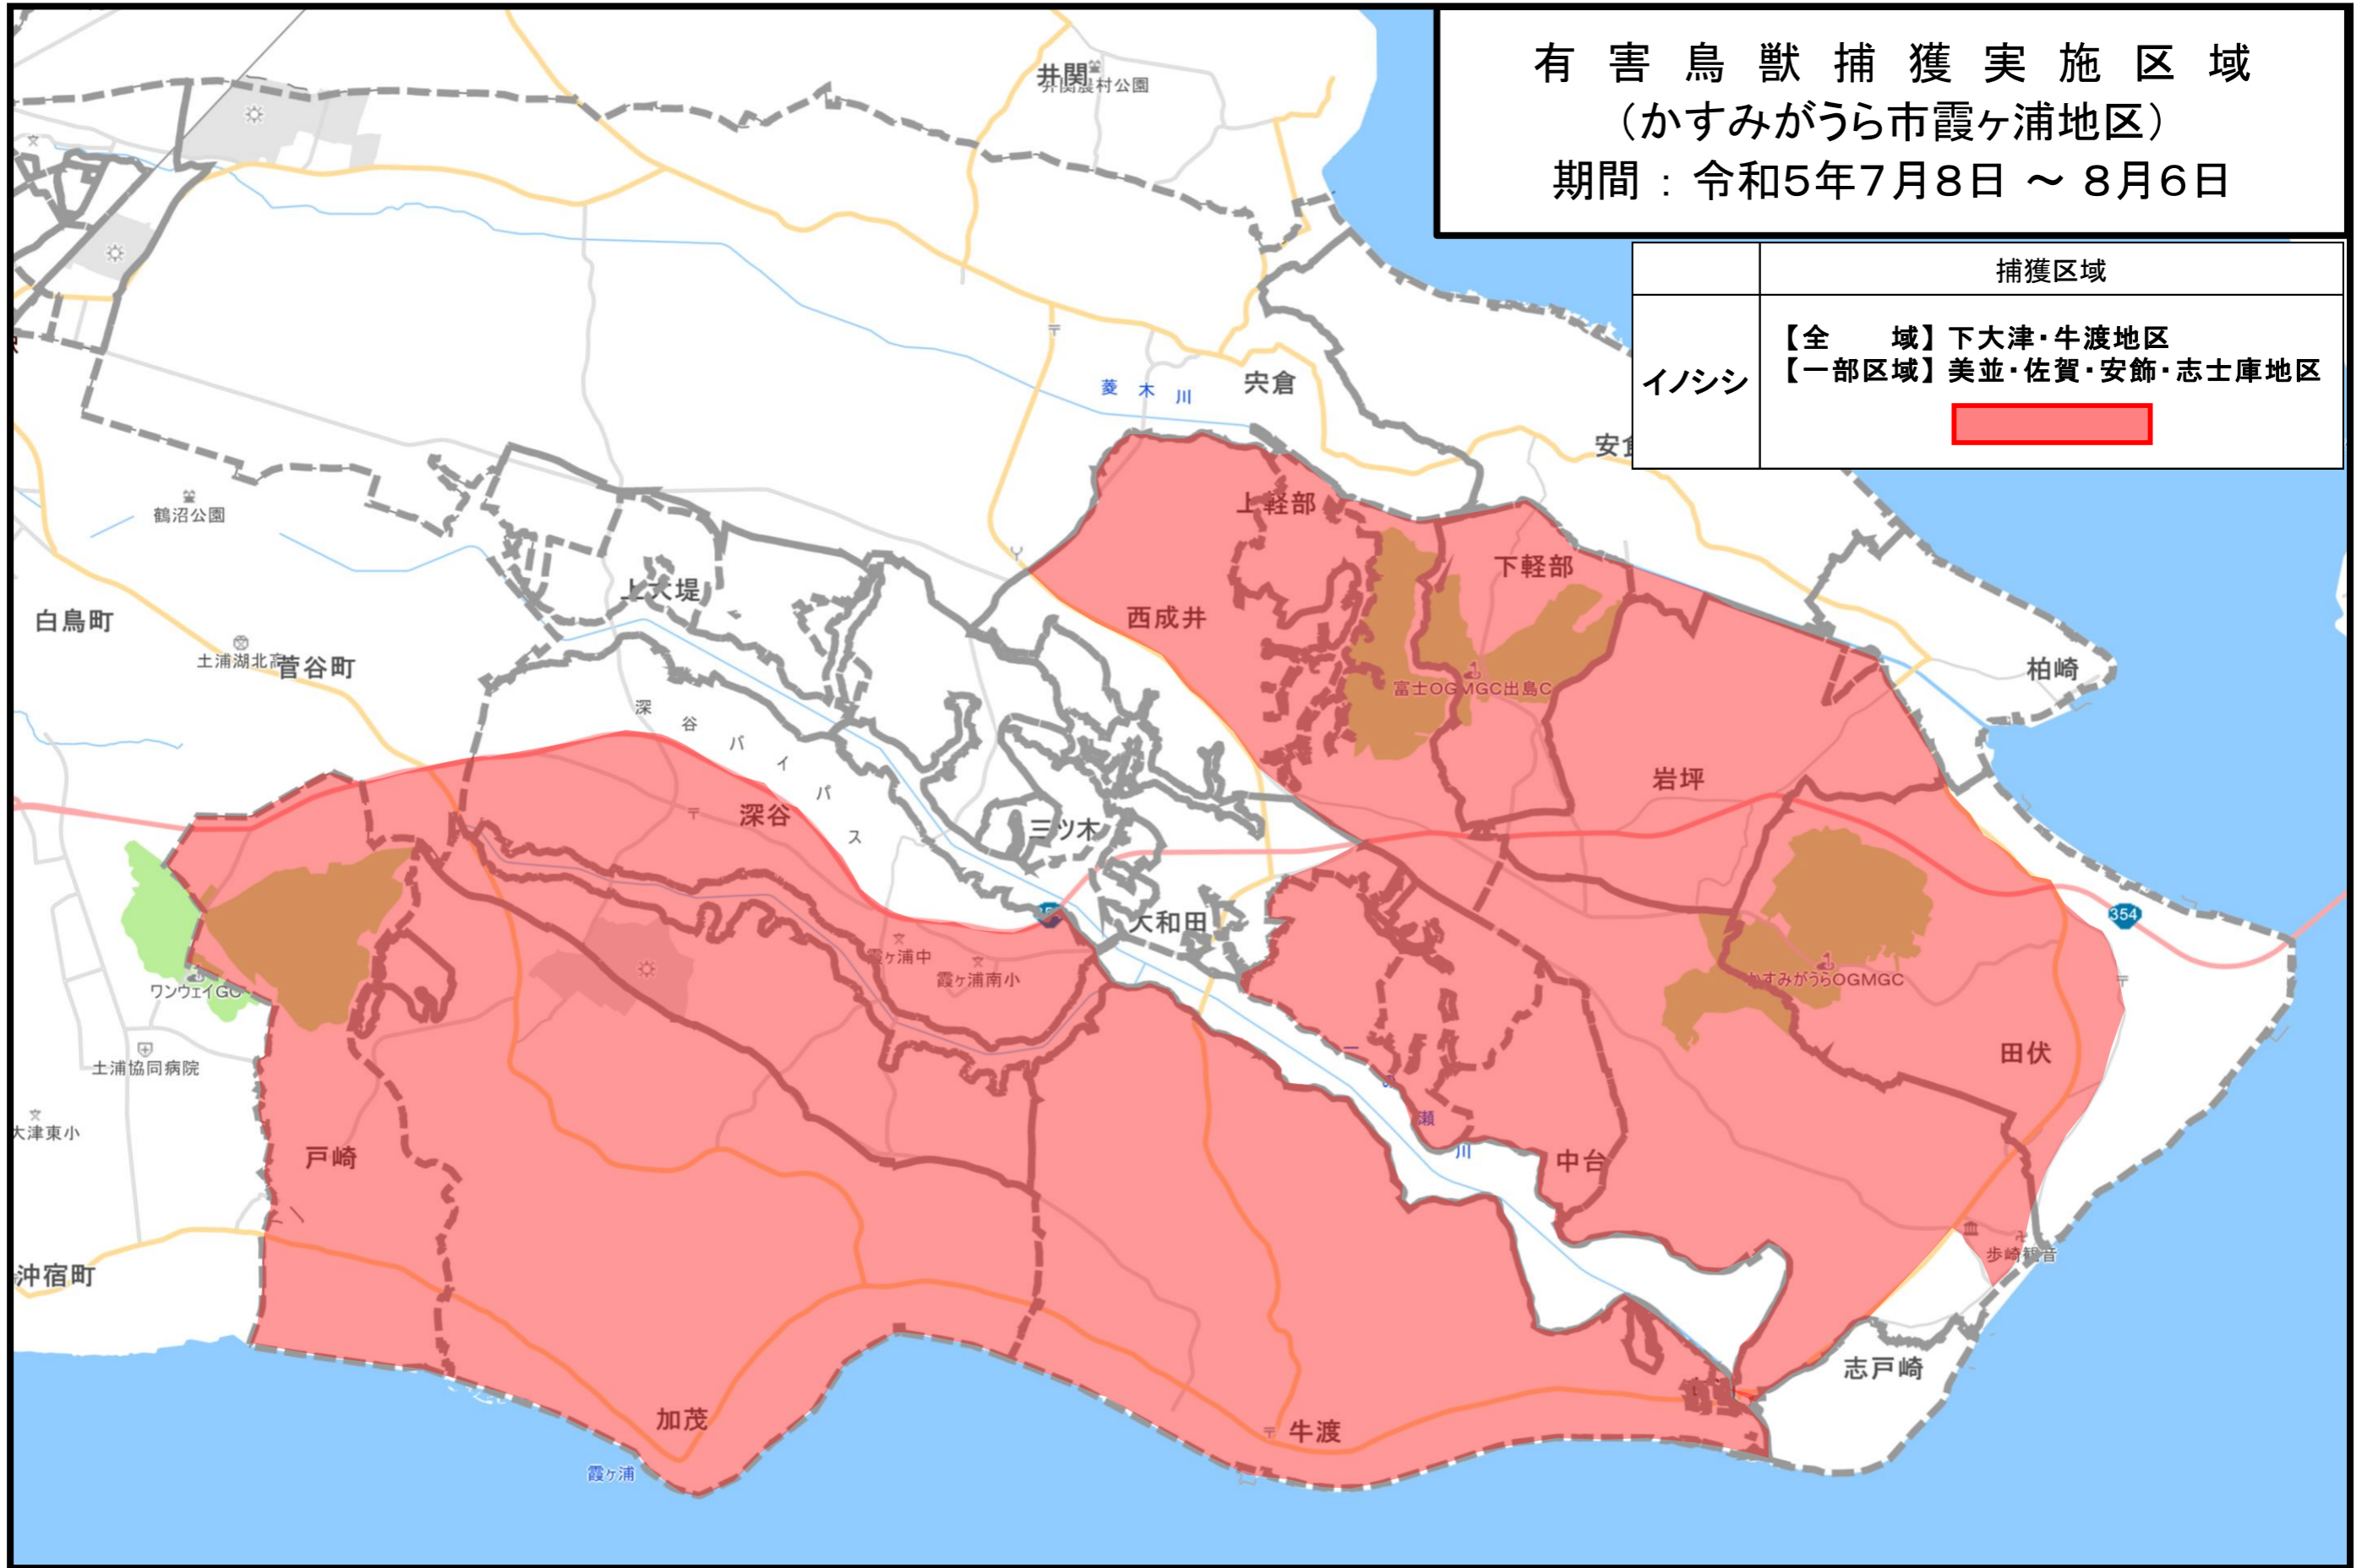 有害鳥獣捕獲実施区域
（かすみがうら市霞ヶ浦地区）
期間：令和5年7月8日 ～ 8月6日
捕獲区域
イノシシ
【全　　域】下大津・牛渡地区
【一部区域】美並・佐賀・安飾・志士庫地区
井関
井関農村公園
宍倉
菱木川
安
上軽部
下軽部
鶴沼公園
上大堤
西成井
白鳥町
土浦湖北高
菅谷町
柏崎
富士OGMGC出島C
深谷バイパス
岩坪
深谷
三ツ木
大和田
354
霞ヶ浦中
霞ヶ浦南小
かすみがうらOGMGC
ワンウェイGC
田伏
土浦協同病院
一の瀬川
大津東小
戸崎
中台
歩崎観音
沖宿町
志戸崎
加茂
牛渡
霞ヶ浦